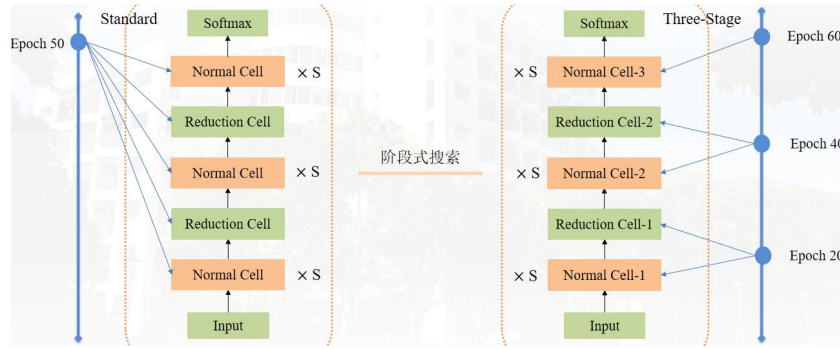 Standard
Epoch 50
Softmax
Normal Cell
× S
Reduction Cell
Normal Cell
× S
Reduction Cell
Normal Cell
× S
Input
阶段式搜索
Three-Stage
Softmax
Epoch 60
× S
Normal Cell-3
Reduction Cell-2
Epoch 40
× S
Normal Cell-2
Reduction Cell-1
Epoch 20
× S
Normal Cell-1
Input